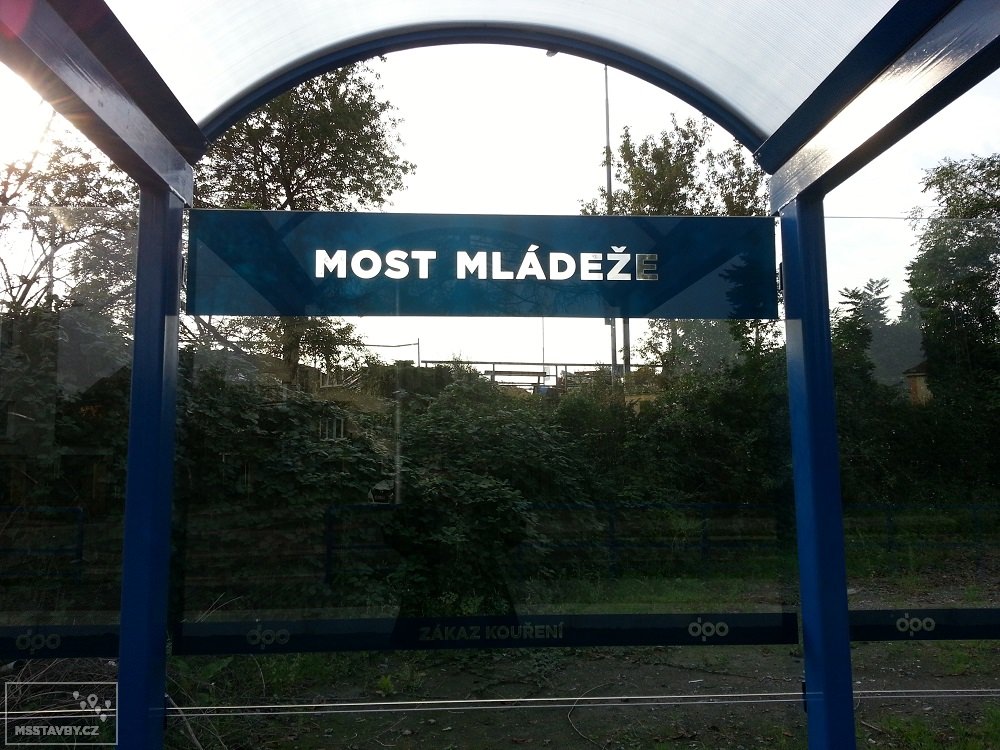 MOST MLÁDEŽE
dpo dpo ZÁKAZ KOUŘENÍ dpo dpo
MSSTAVBY.CZ